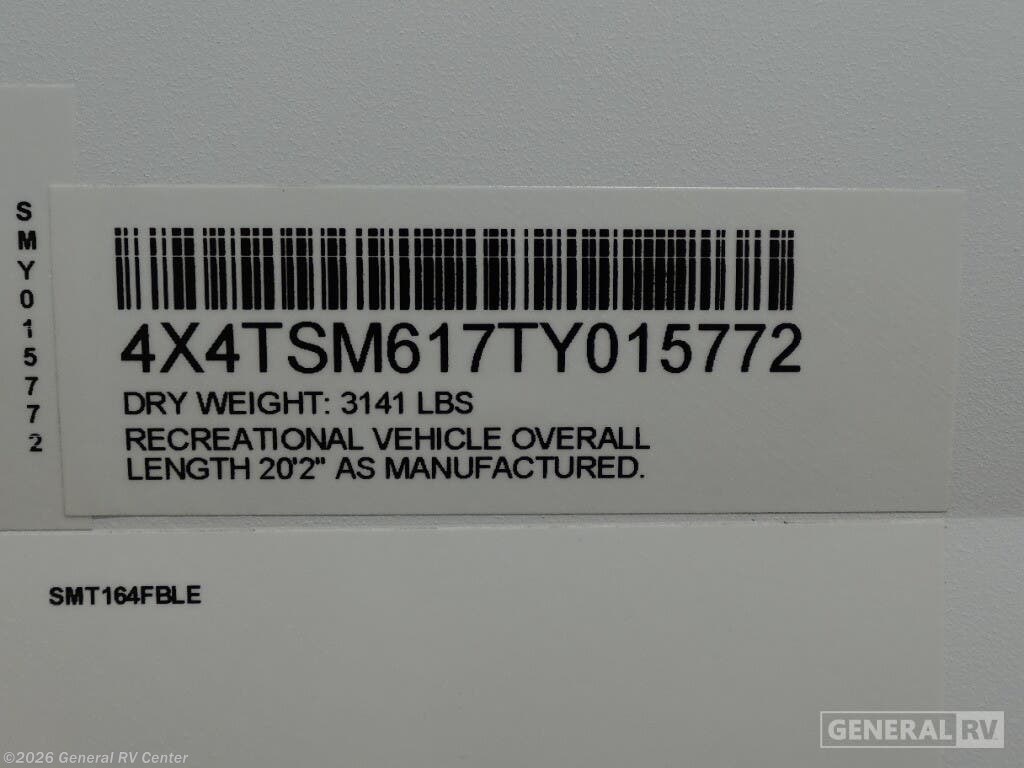 SMY015772
4X4TSM617TY015772
DRY WEIGHT: 3141 LBS
RECREATIONAL VEHICLE OVERALL
LENGTH 20'2" AS MANUFACTURED.
SMT164FBLE
GENERAL RV
©2026 General RV Center